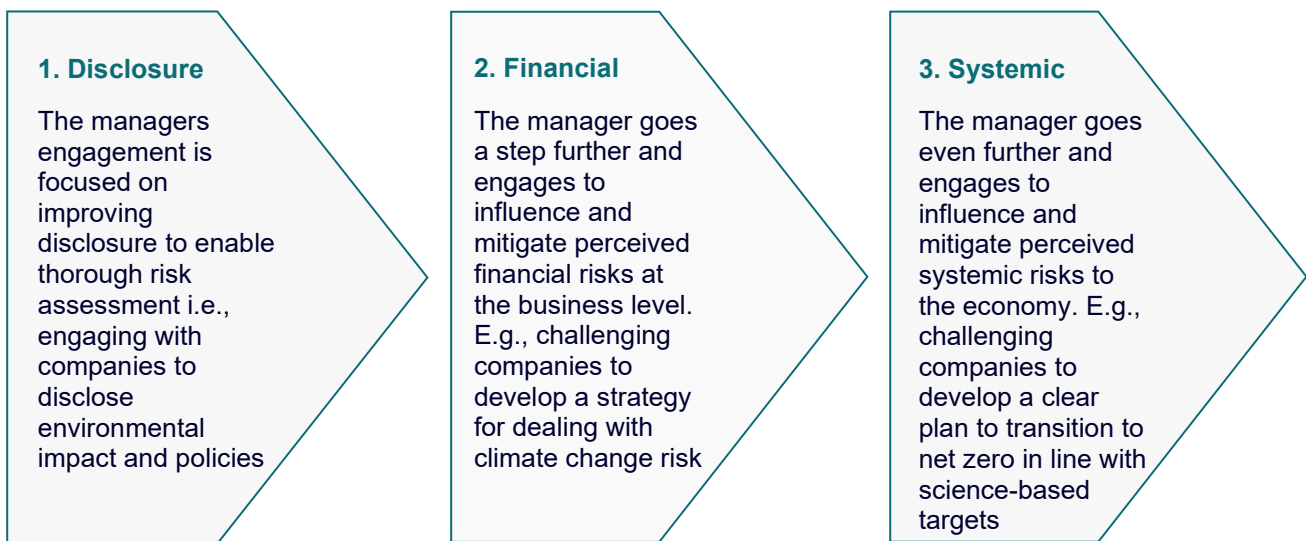 1. Disclosure
The managers
engagement is
focused on
improving
disclosure to enable
thorough risk
assessment i.e.,
engaging with
companies to
disclose
environmental
impact and policies
2. Financial
The manager goes
a step further and
engages to
influence and
mitigate perceived
financial risks at
the business level.
E.g., challenging
companies to
develop a strategy
for dealing with
climate change risk
3. Systemic
The manager goes
even further and
engages to
influence and
mitigate perceived
systemic risks to
the economy. E.g.,
challenging
companies to
develop a clear
plan to transition to
net zero in line with
science-based
targets